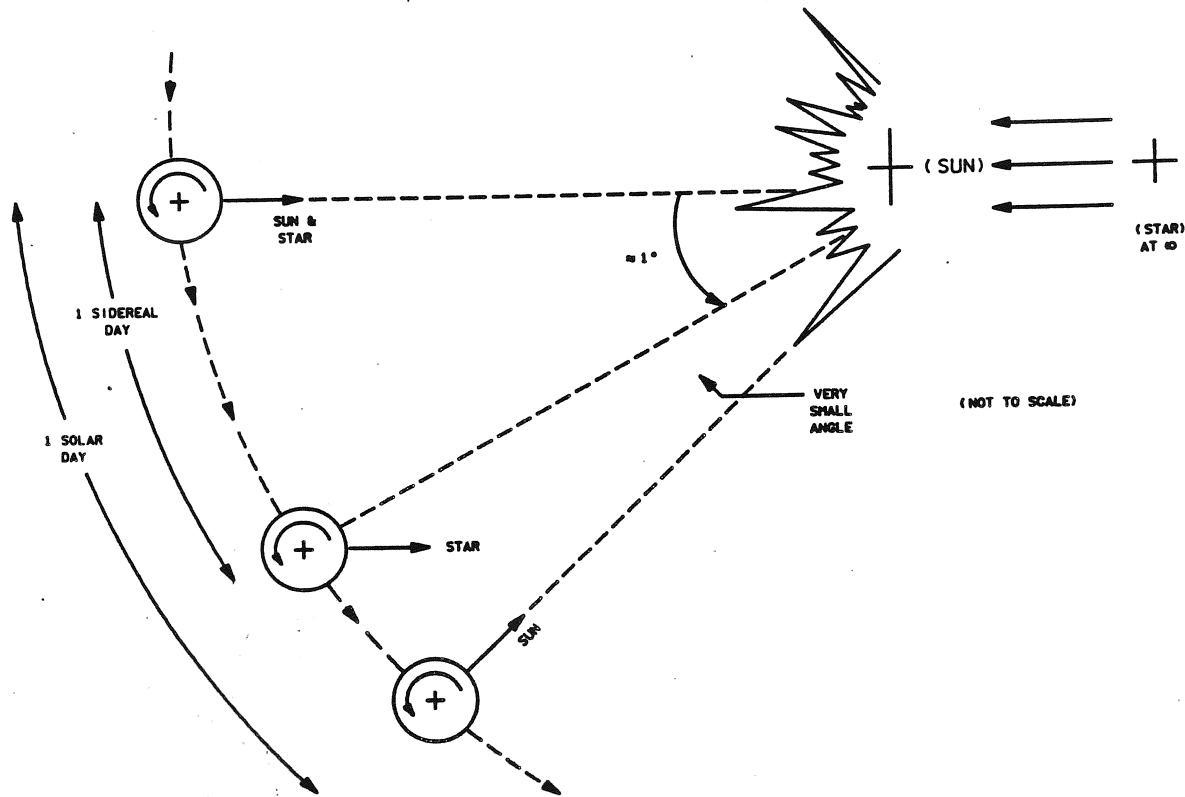 (SUN)
SUN &
STAR
(STAR)
AT ∞
≈ 1°
1 SIDEREAL
DAY
VERY
SMALL
ANGLE
(NOT TO SCALE)
1 SOLAR
DAY
STAR
SUN